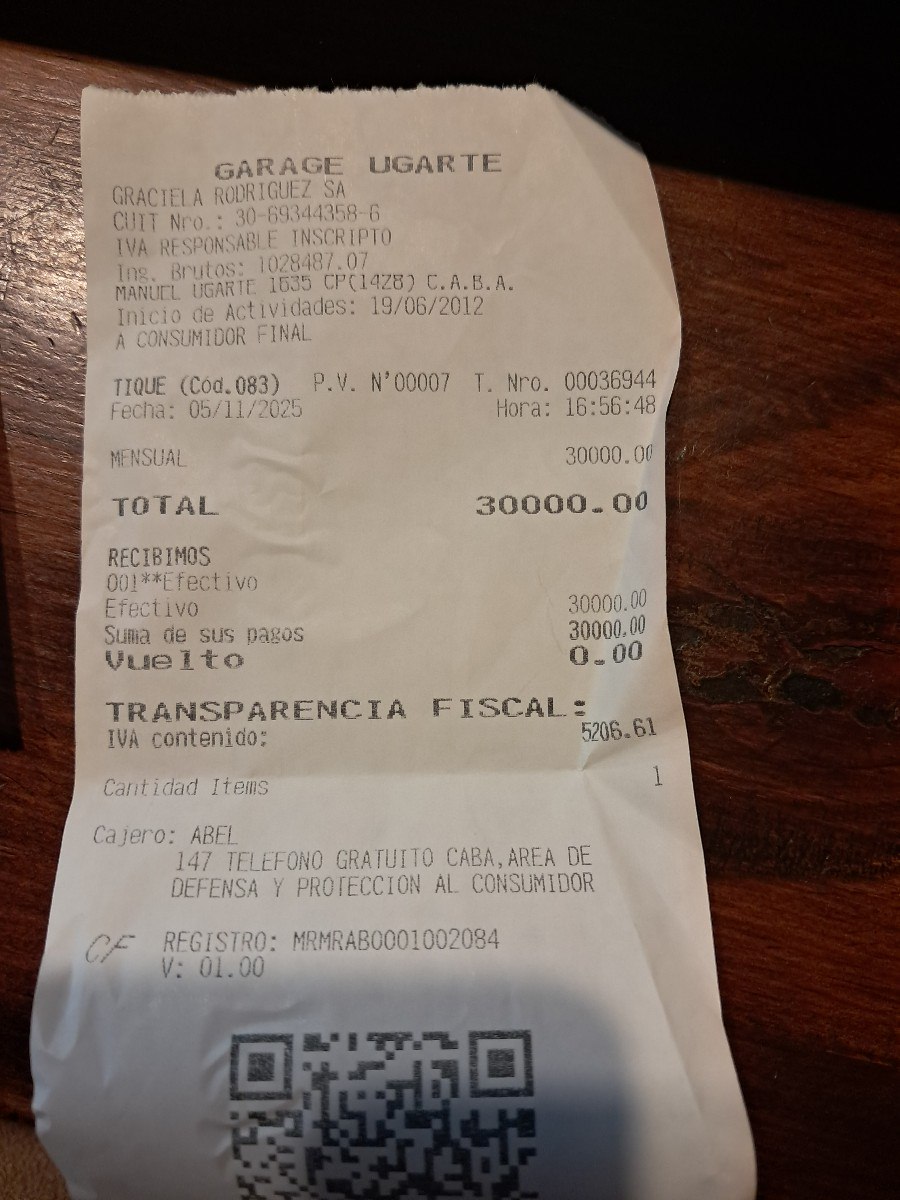 GARAGE UGARTE
GRACIELA RODRIGUEZ SA
CUIT Nro.: 30-69344358-6
IVA RESPONSABLE INSCRIPTO
Ing. Brutos: 1028487.07
MANUEL UGARTE 1635 CP(1428) C.A.B.A.
Inicio de Actividades: 19/06/2012
A CONSUMIDOR FINAL
TIQUE (Cód.083) P.V. N'00007 T. Nro. 00036944
Fecha: 05/11/2025 Hora: 16:56:48
MENSUAL 30000.00
TOTAL 30000.00
RECIBIMOS
001**Efectivo
Efectivo 30000.00
Suma de sus pagos 30000.00
Vuelto 0.00
TRANSPARENCIA FISCAL:
IVA contenido: 5206.61
Cantidad Items 1
Cajero: ABEL
147 TELEFONO GRATUITO CABA,AREA DE
DEFENSA Y PROTECCION AL CONSUMIDOR
CF REGISTRO: MRMRAB0001002084
V: 01.00